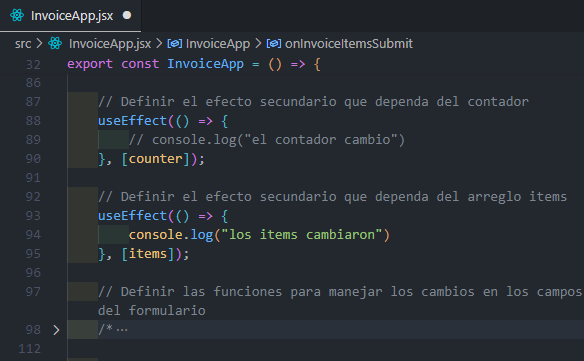 InvoiceApp.jsx ●
src > InvoiceApp.jsx > InvoiceApp > onInvoiceItemsSubmit
32 export const InvoiceApp = () => {
86
87 // Definir el efecto secundario que dependa del contador
88 useEffect(() => {
89 // console.log("el contador cambio")
90 }, [counter]);
91
92 // Definir el efecto secundario que dependa del arreglo items
93 useEffect(() => {
94 console.log("los items cambiaron")
95 }, [items]);
96
97 // Definir las funciones para manejar los cambios en los campos
del formulario
98 > /* ···
112